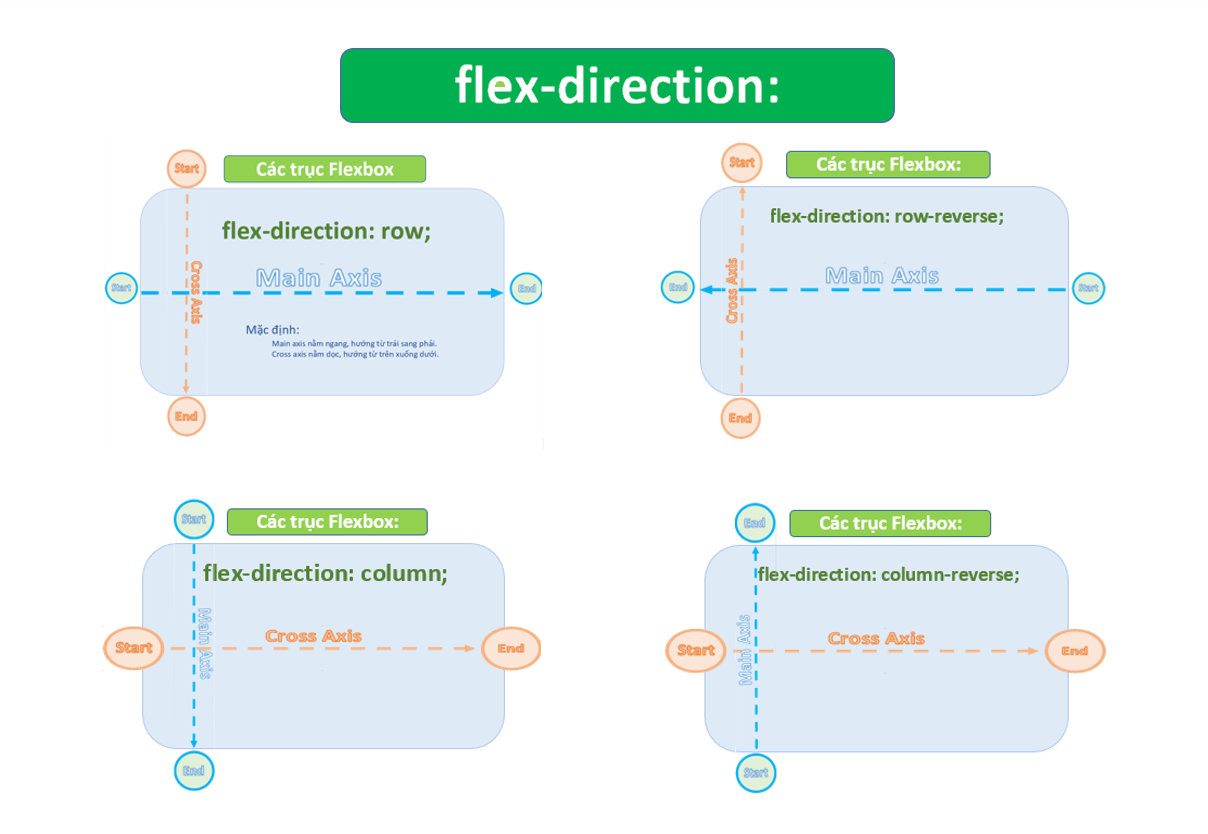 flex-direction:
Start
Các trục Flexbox
flex-direction: row;
Cross Axis
Main Axis
Start
End
Mặc định:
Main axis nằm ngang, hướng từ trái sang phải.
Cross axis nằm dọc, hướng từ trên xuống dưới.
End
Start
Các trục Flexbox:
flex-direction: row-reverse;
Cross Axis
Main Axis
End
Start
End
Start
Các trục Flexbox:
flex-direction: column;
Main Axis
Cross Axis
Start
End
End
End
Các trục Flexbox:
flex-direction: column-reverse;
Main Axis
Cross Axis
Start
End
Start